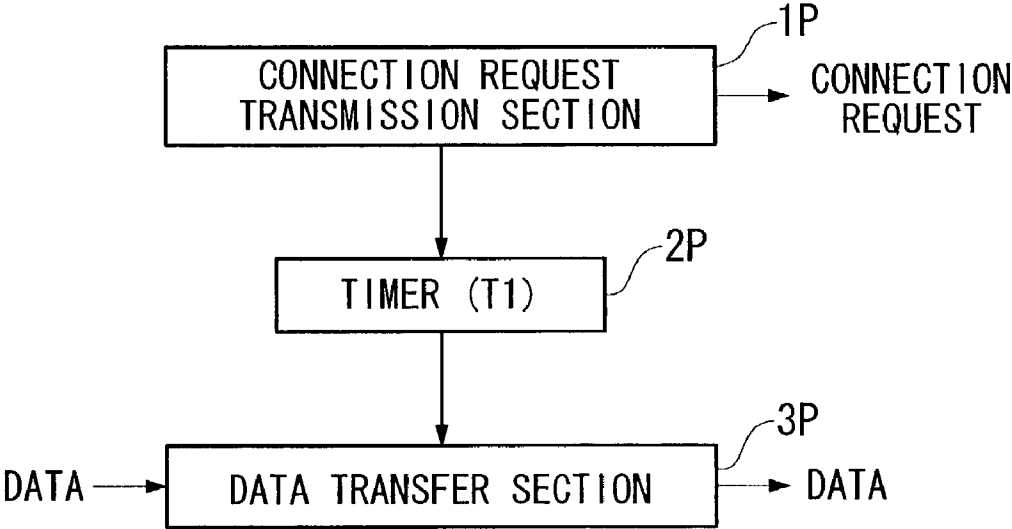 1P
CONNECTION REQUEST
TRANSMISSION SECTION
CONNECTION
REQUEST
2P
TIMER (T1)
3P
DATA
DATA TRANSFER SECTION
DATA